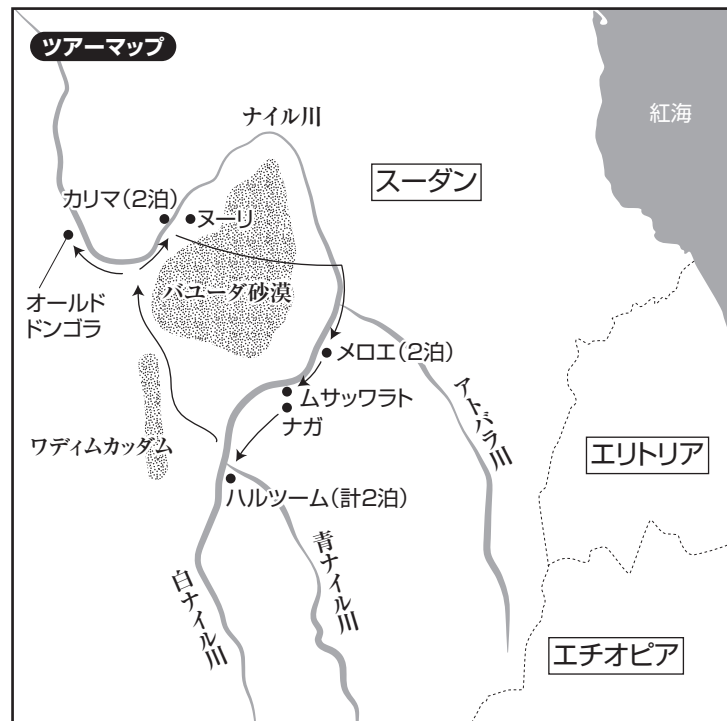 ツアーマップ
紅海
ナイル川
スーダン
カリマ(2泊)
ヌーリ
バユーダ砂漠
オールド
ドンゴラ
メロエ(2泊)
ムサッワラト
ナガ
アトバラ川
ワディムカッダム
エリトリア
ハルツーム(計2泊)
青ナイル川
白ナイル川
エチオピア